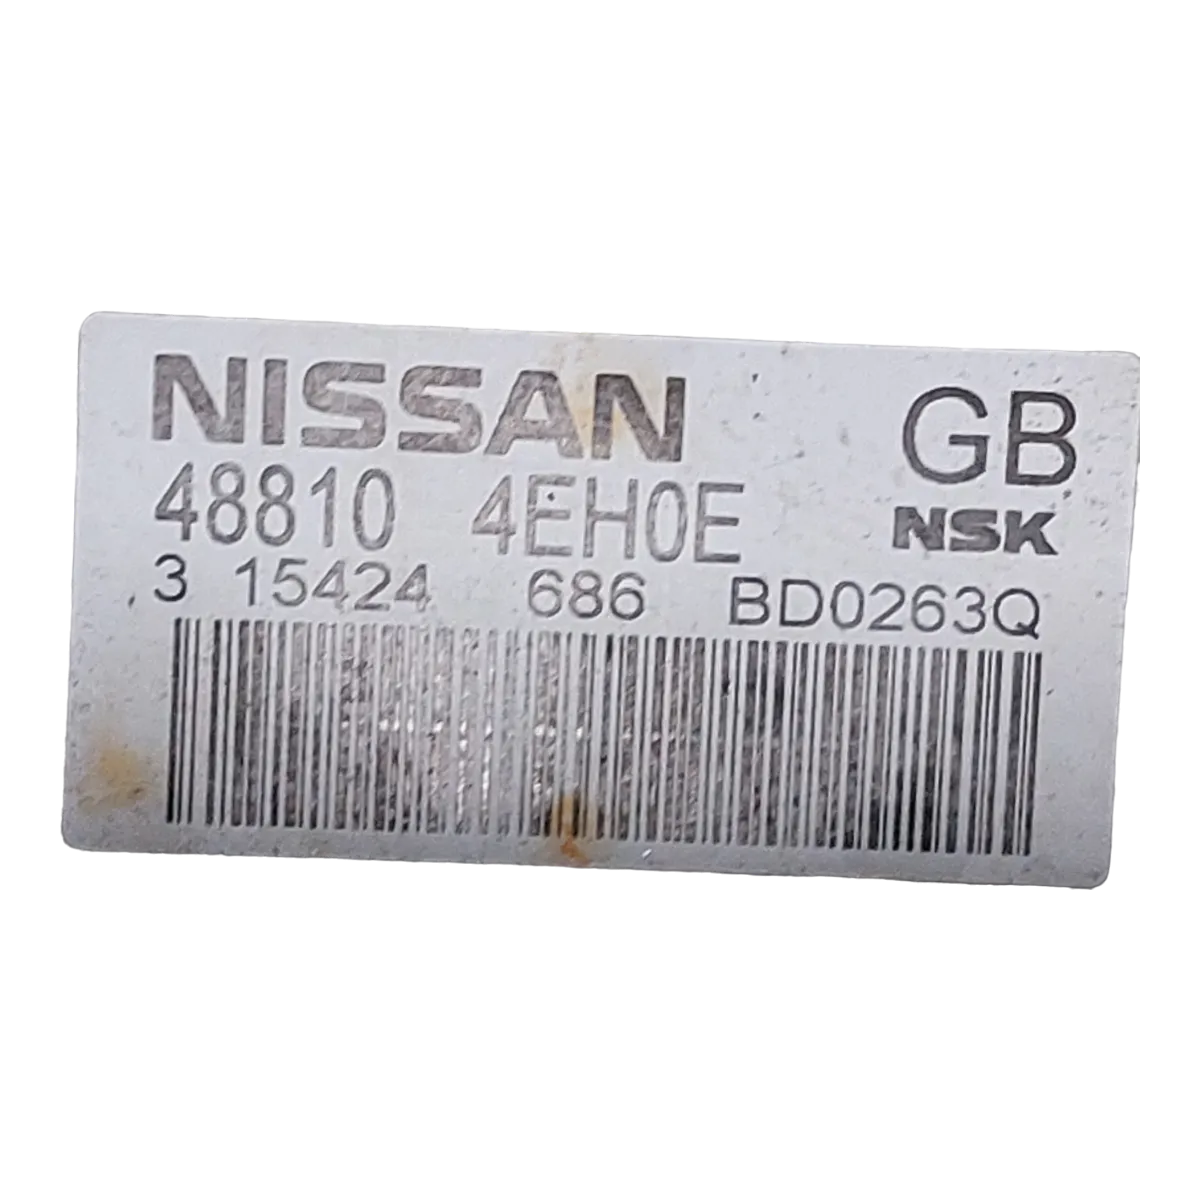 NISSAN GB
48810 4EH0E NSK
3 15424 686 BD0263Q